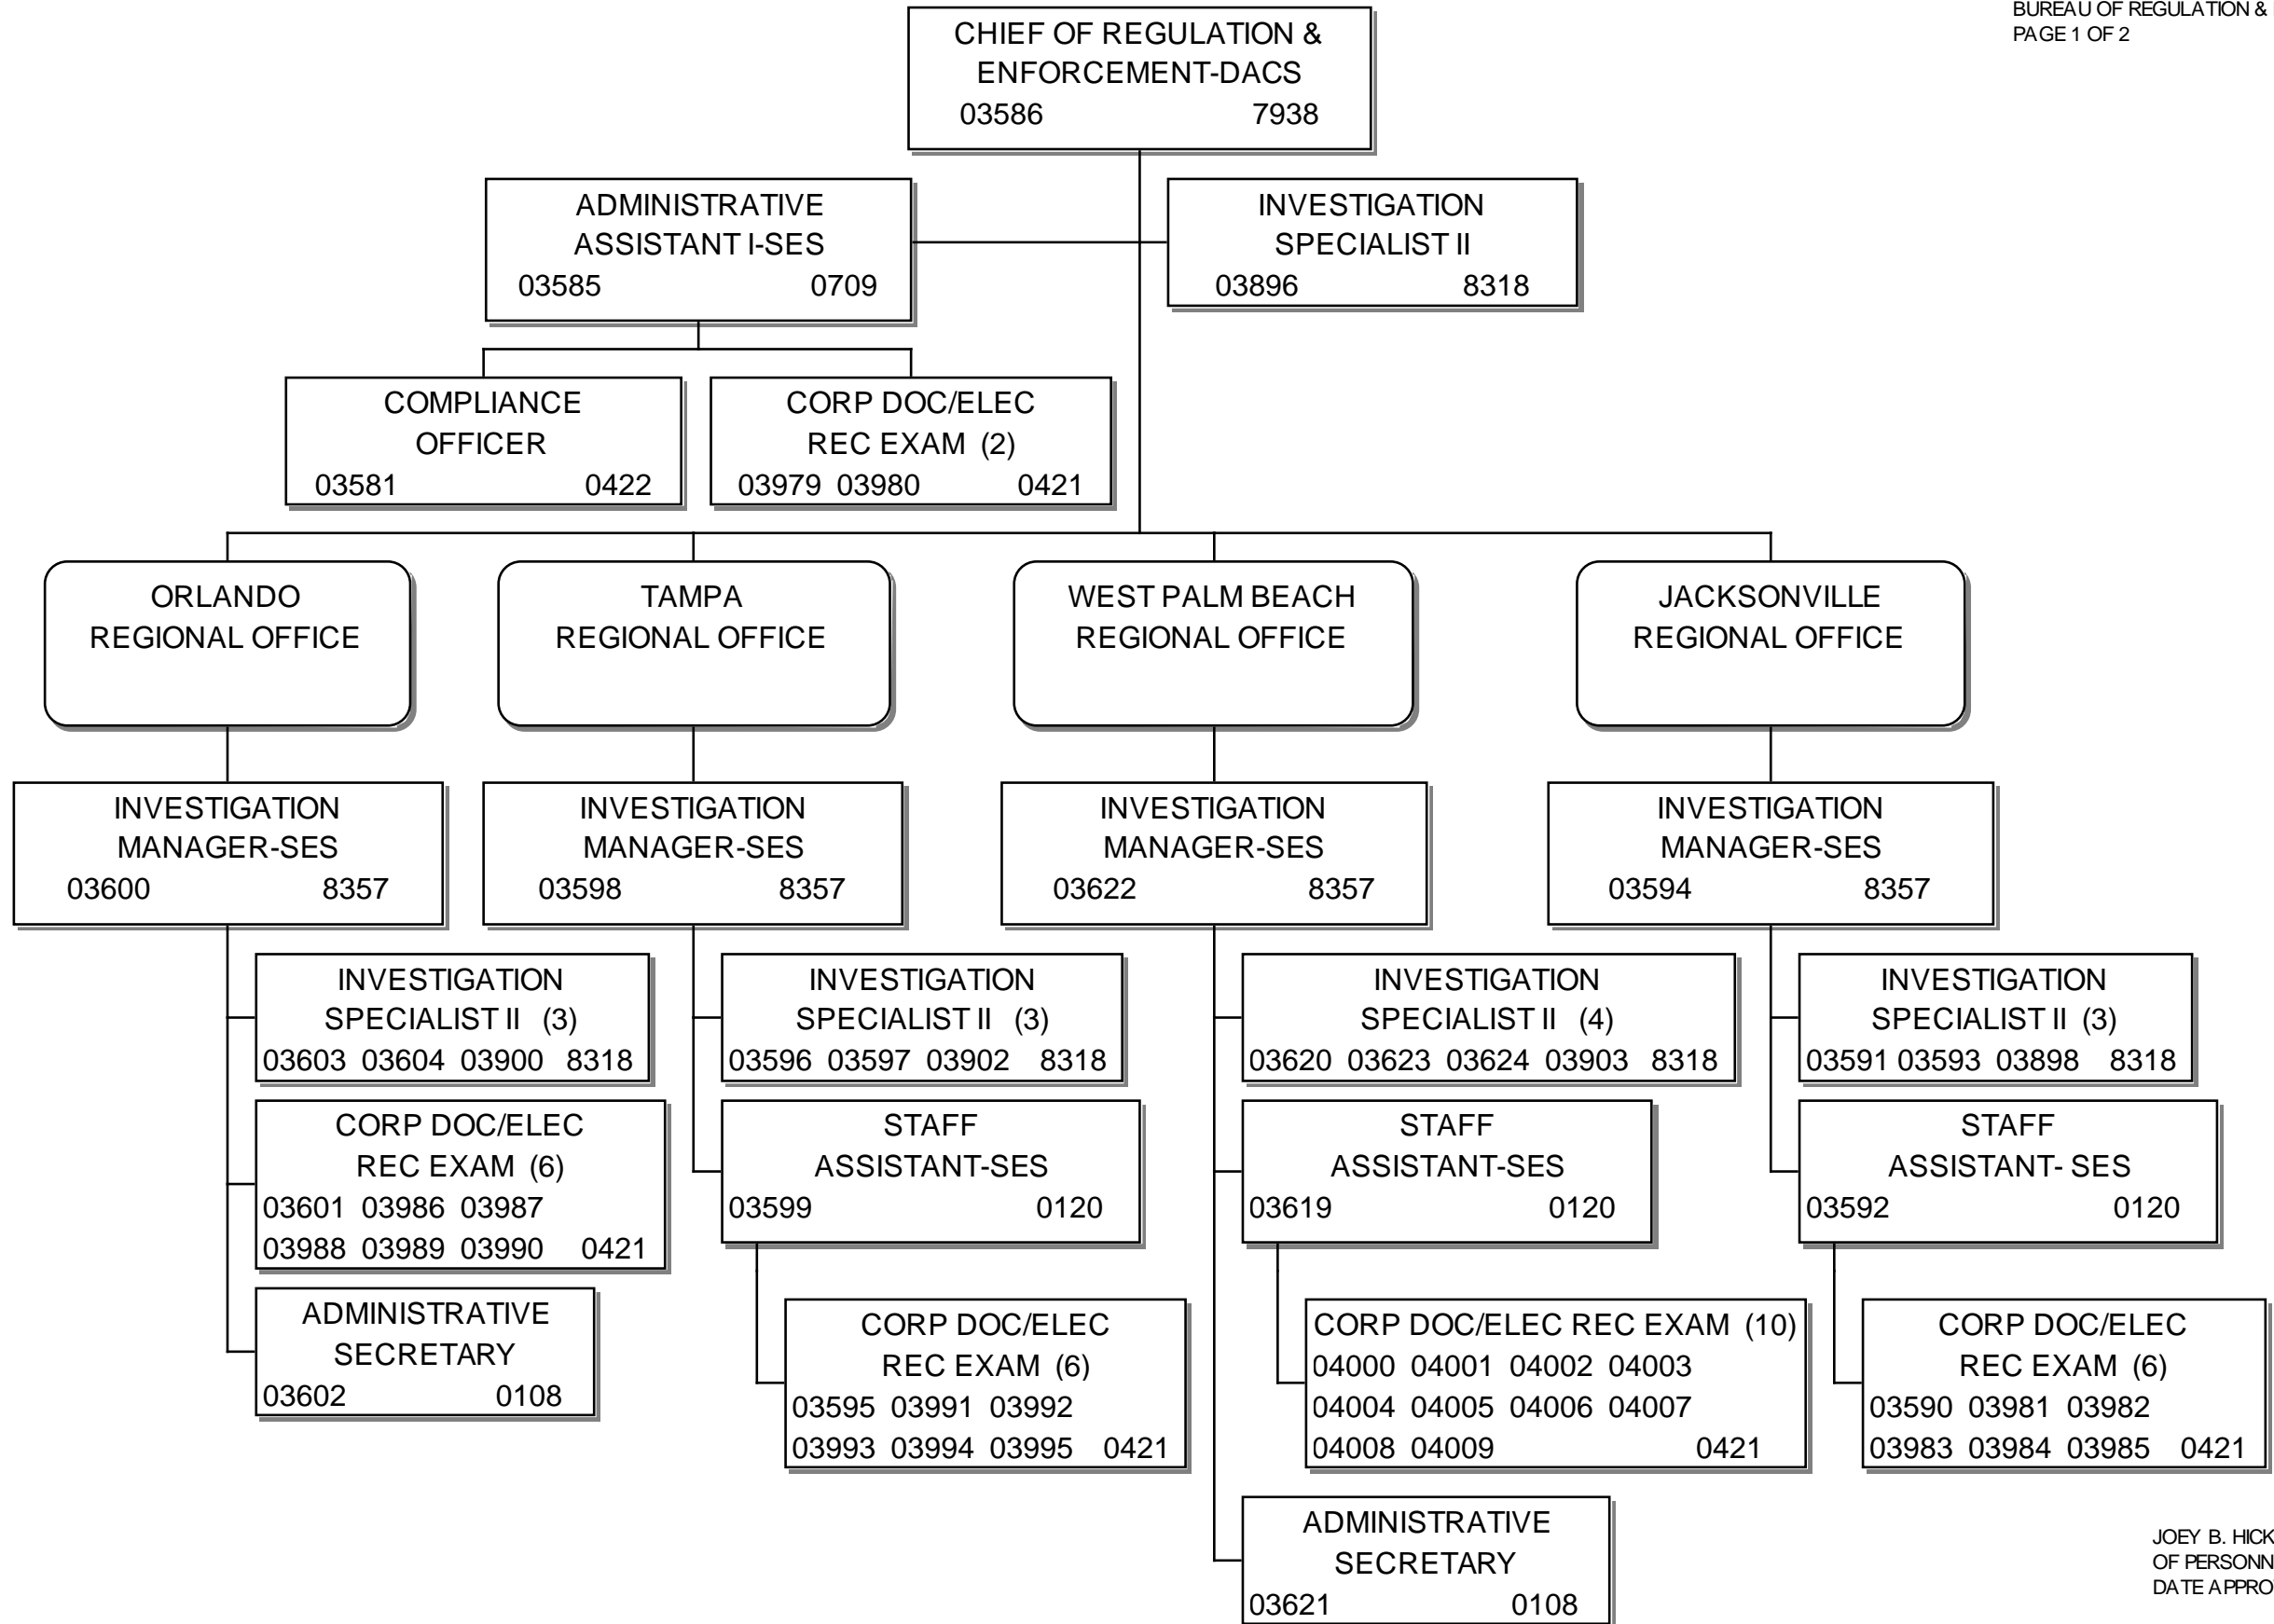 BUREAU OF REGULATION &
PAGE 1 OF 2
CHIEF OF REGULATION &
ENFORCEMENT-DACS
03586 7938
ADMINISTRATIVE
ASSISTANT I-SES
03585 0709
INVESTIGATION
SPECIALIST II
03896 8318
COMPLIANCE
OFFICER
03581 0422
CORP DOC/ELEC
REC EXAM (2)
03979 03980 0421
ORLANDO
REGIONAL OFFICE
TAMPA
REGIONAL OFFICE
WEST PALM BEACH
REGIONAL OFFICE
JACKSONVILLE
REGIONAL OFFICE
INVESTIGATION
MANAGER-SES
03600 8357
INVESTIGATION
MANAGER-SES
03598 8357
INVESTIGATION
MANAGER-SES
03622 8357
INVESTIGATION
MANAGER-SES
03594 8357
INVESTIGATION
SPECIALIST II (3)
03603 03604 03900 8318
INVESTIGATION
SPECIALIST II (3)
03596 03597 03902 8318
INVESTIGATION
SPECIALIST II (4)
03620 03623 03624 03903 8318
INVESTIGATION
SPECIALIST II (3)
03591 03593 03898 8318
CORP DOC/ELEC
REC EXAM (6)
03601 03986 03987
03988 03989 03990 0421
STAFF
ASSISTANT-SES
03599 0120
STAFF
ASSISTANT-SES
03619 0120
STAFF
ASSISTANT- SES
03592 0120
ADMINISTRATIVE
SECRETARY
03602 0108
CORP DOC/ELEC
REC EXAM (6)
03595 03991 03992
03993 03994 03995 0421
CORP DOC/ELEC REC EXAM (10)
04000 04001 04002 04003
04004 04005 04006 04007
04008 04009 0421
CORP DOC/ELEC
REC EXAM (6)
03590 03981 03982
03983 03984 03985 0421
ADMINISTRATIVE
SECRETARY
03621 0108
JOEY B. HICK
OF PERSONN
DATE APPRO